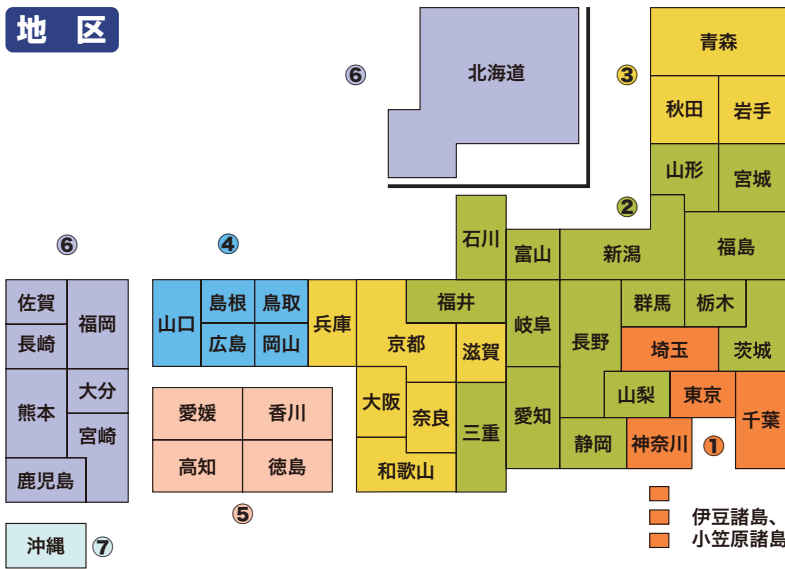 地 区
北海道
⑥
青森
③
秋田
岩手
山形
宮城
②
石川
富山
新潟
福島
⑥
④
佐賀
福岡
長崎
熊本
大分
宮崎
鹿児島
沖縄
⑦
山口
島根
鳥取
広島
岡山
兵庫
京都
福井
滋賀
大阪
奈良
和歌山
三重
岐阜
愛知
長野
群馬
栃木
埼玉
茨城
山梨
東京
千葉
静岡
神奈川
①
愛媛
香川
高知
徳島
⑤
伊豆諸島、
小笠原諸島